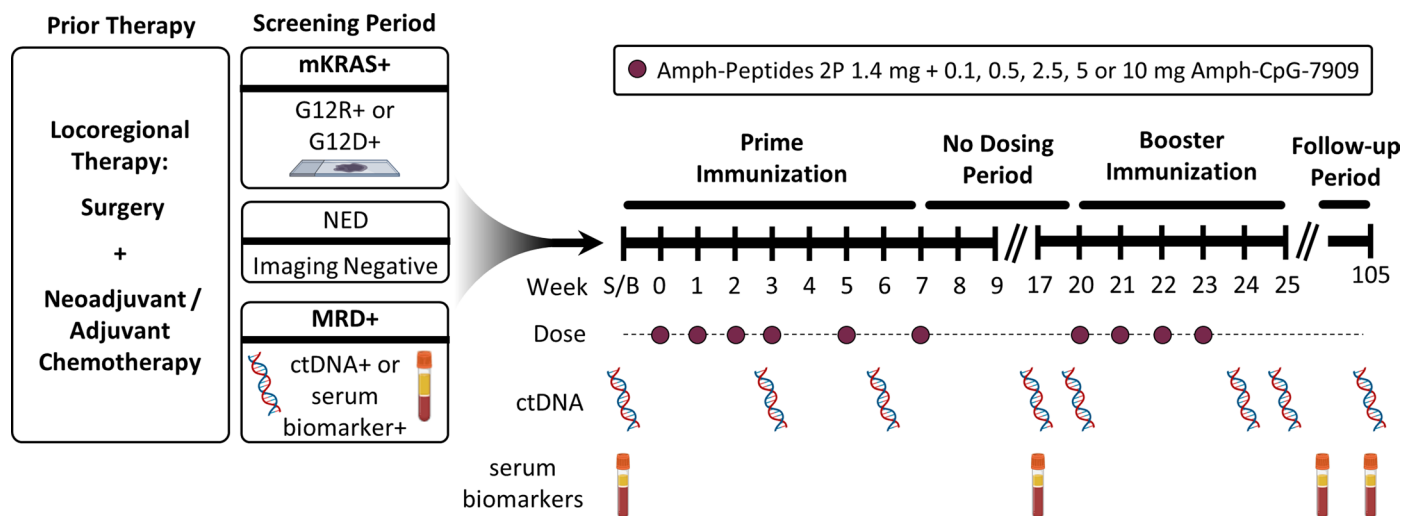 Prior Therapy
Locoregional
Therapy:
Surgery
+
Neoadjuvant /
Adjuvant
Chemotherapy
Screening Period
mKRAS+
G12R+ or
G12D+
NED
Imaging Negative
MRD+
ctDNA+ or
serum
biomarker+
Amph-Peptides 2P 1.4 mg + 0.1, 0.5, 2.5, 5 or 10 mg Amph-CpG-7909
Prime
Immunization
No Dosing
Period
Booster
Immunization
Follow-up
Period
Week S/B 0 1 2 3 4 5 6 7 8 9 17 20 21 22 23 24 25 105
Dose
ctDNA
serum
biomarkers